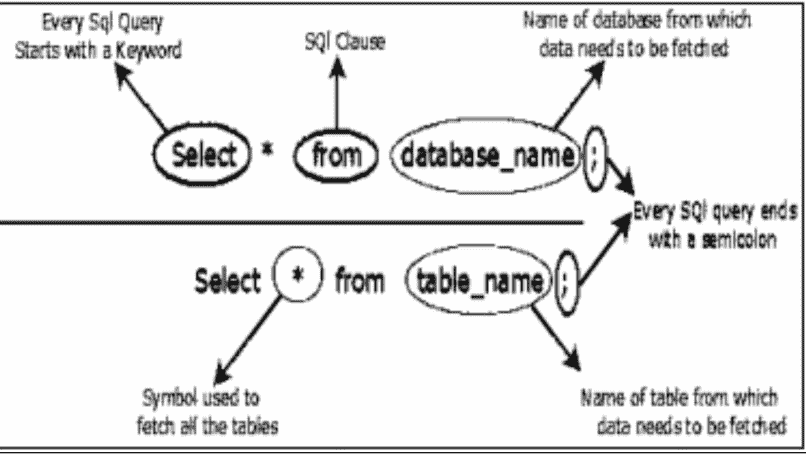 Every Sql Query
Starts with a Keyword
SQl Clause
Name of database from which
data needs to be fetched
Select * from database_name ;
Every SQl query ends
with a semicolon
Select * from table_name ;
Symbol used to
fetch all the tables
Name of table from which
data needs to be fetched